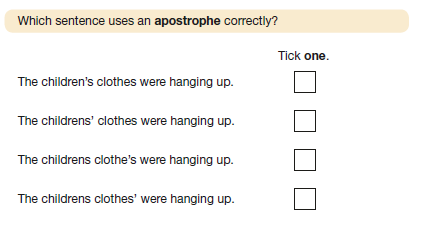 Which sentence uses an apostrophe correctly?
Tick one.
The children's clothes were hanging up.
The childrens' clothes were hanging up.
The childrens clothe's were hanging up.
The childrens clothes' were hanging up.